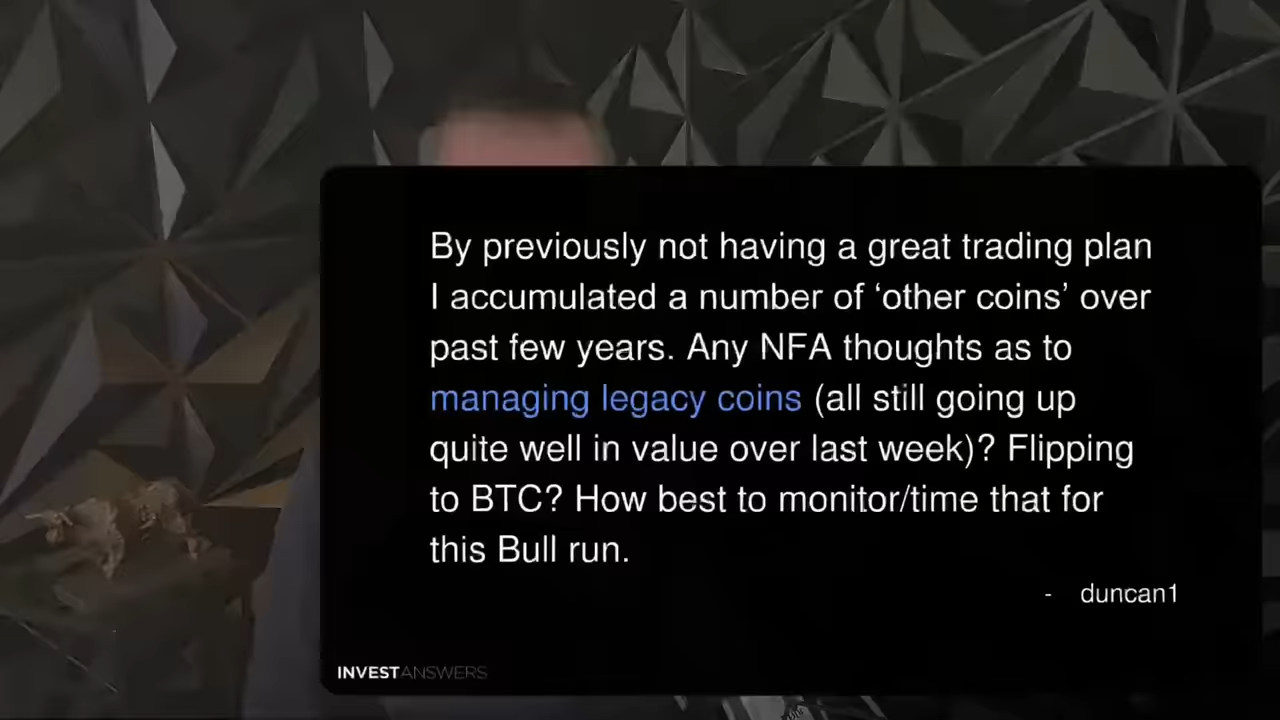 By previously not having a great trading plan
I accumulated a number of ‘other coins’ over
past few years. Any NFA thoughts as to
managing legacy coins (all still going up
quite well in value over last week)? Flipping
to BTC? How best to monitor/time that for
this Bull run.
- duncan1
INVESTANSWERS